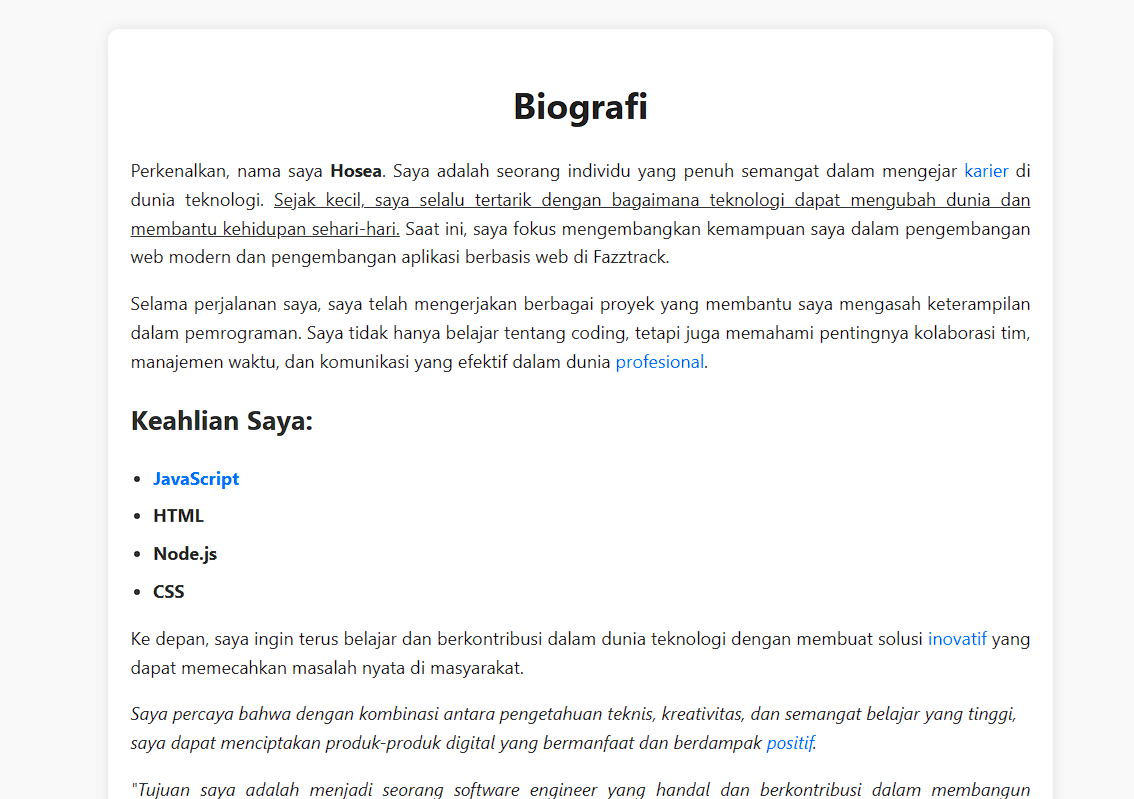 Biografi
Perkenalkan, nama saya Hosea. Saya adalah seorang individu yang penuh semangat dalam mengejar karier di
dunia teknologi. Sejak kecil, saya selalu tertarik dengan bagaimana teknologi dapat mengubah dunia dan
membantu kehidupan sehari-hari. Saat ini, saya fokus mengembangkan kemampuan saya dalam pengembangan
web modern dan pengembangan aplikasi berbasis web di Fazztrack.
Selama perjalanan saya, saya telah mengerjakan berbagai proyek yang membantu saya mengasah keterampilan
dalam pemrograman. Saya tidak hanya belajar tentang coding, tetapi juga memahami pentingnya kolaborasi tim,
manajemen waktu, dan komunikasi yang efektif dalam dunia profesional.
Keahlian Saya:
• JavaScript
• HTML
• Node.js
• CSS
Ke depan, saya ingin terus belajar dan berkontribusi dalam dunia teknologi dengan membuat solusi inovatif yang
dapat memecahkan masalah nyata di masyarakat.
Saya percaya bahwa dengan kombinasi antara pengetahuan teknis, kreativitas, dan semangat belajar yang tinggi,
saya dapat menciptakan produk-produk digital yang bermanfaat dan berdampak positif.
"Tujuan saya adalah menjadi seorang software engineer yang handal dan berkontribusi dalam membangun